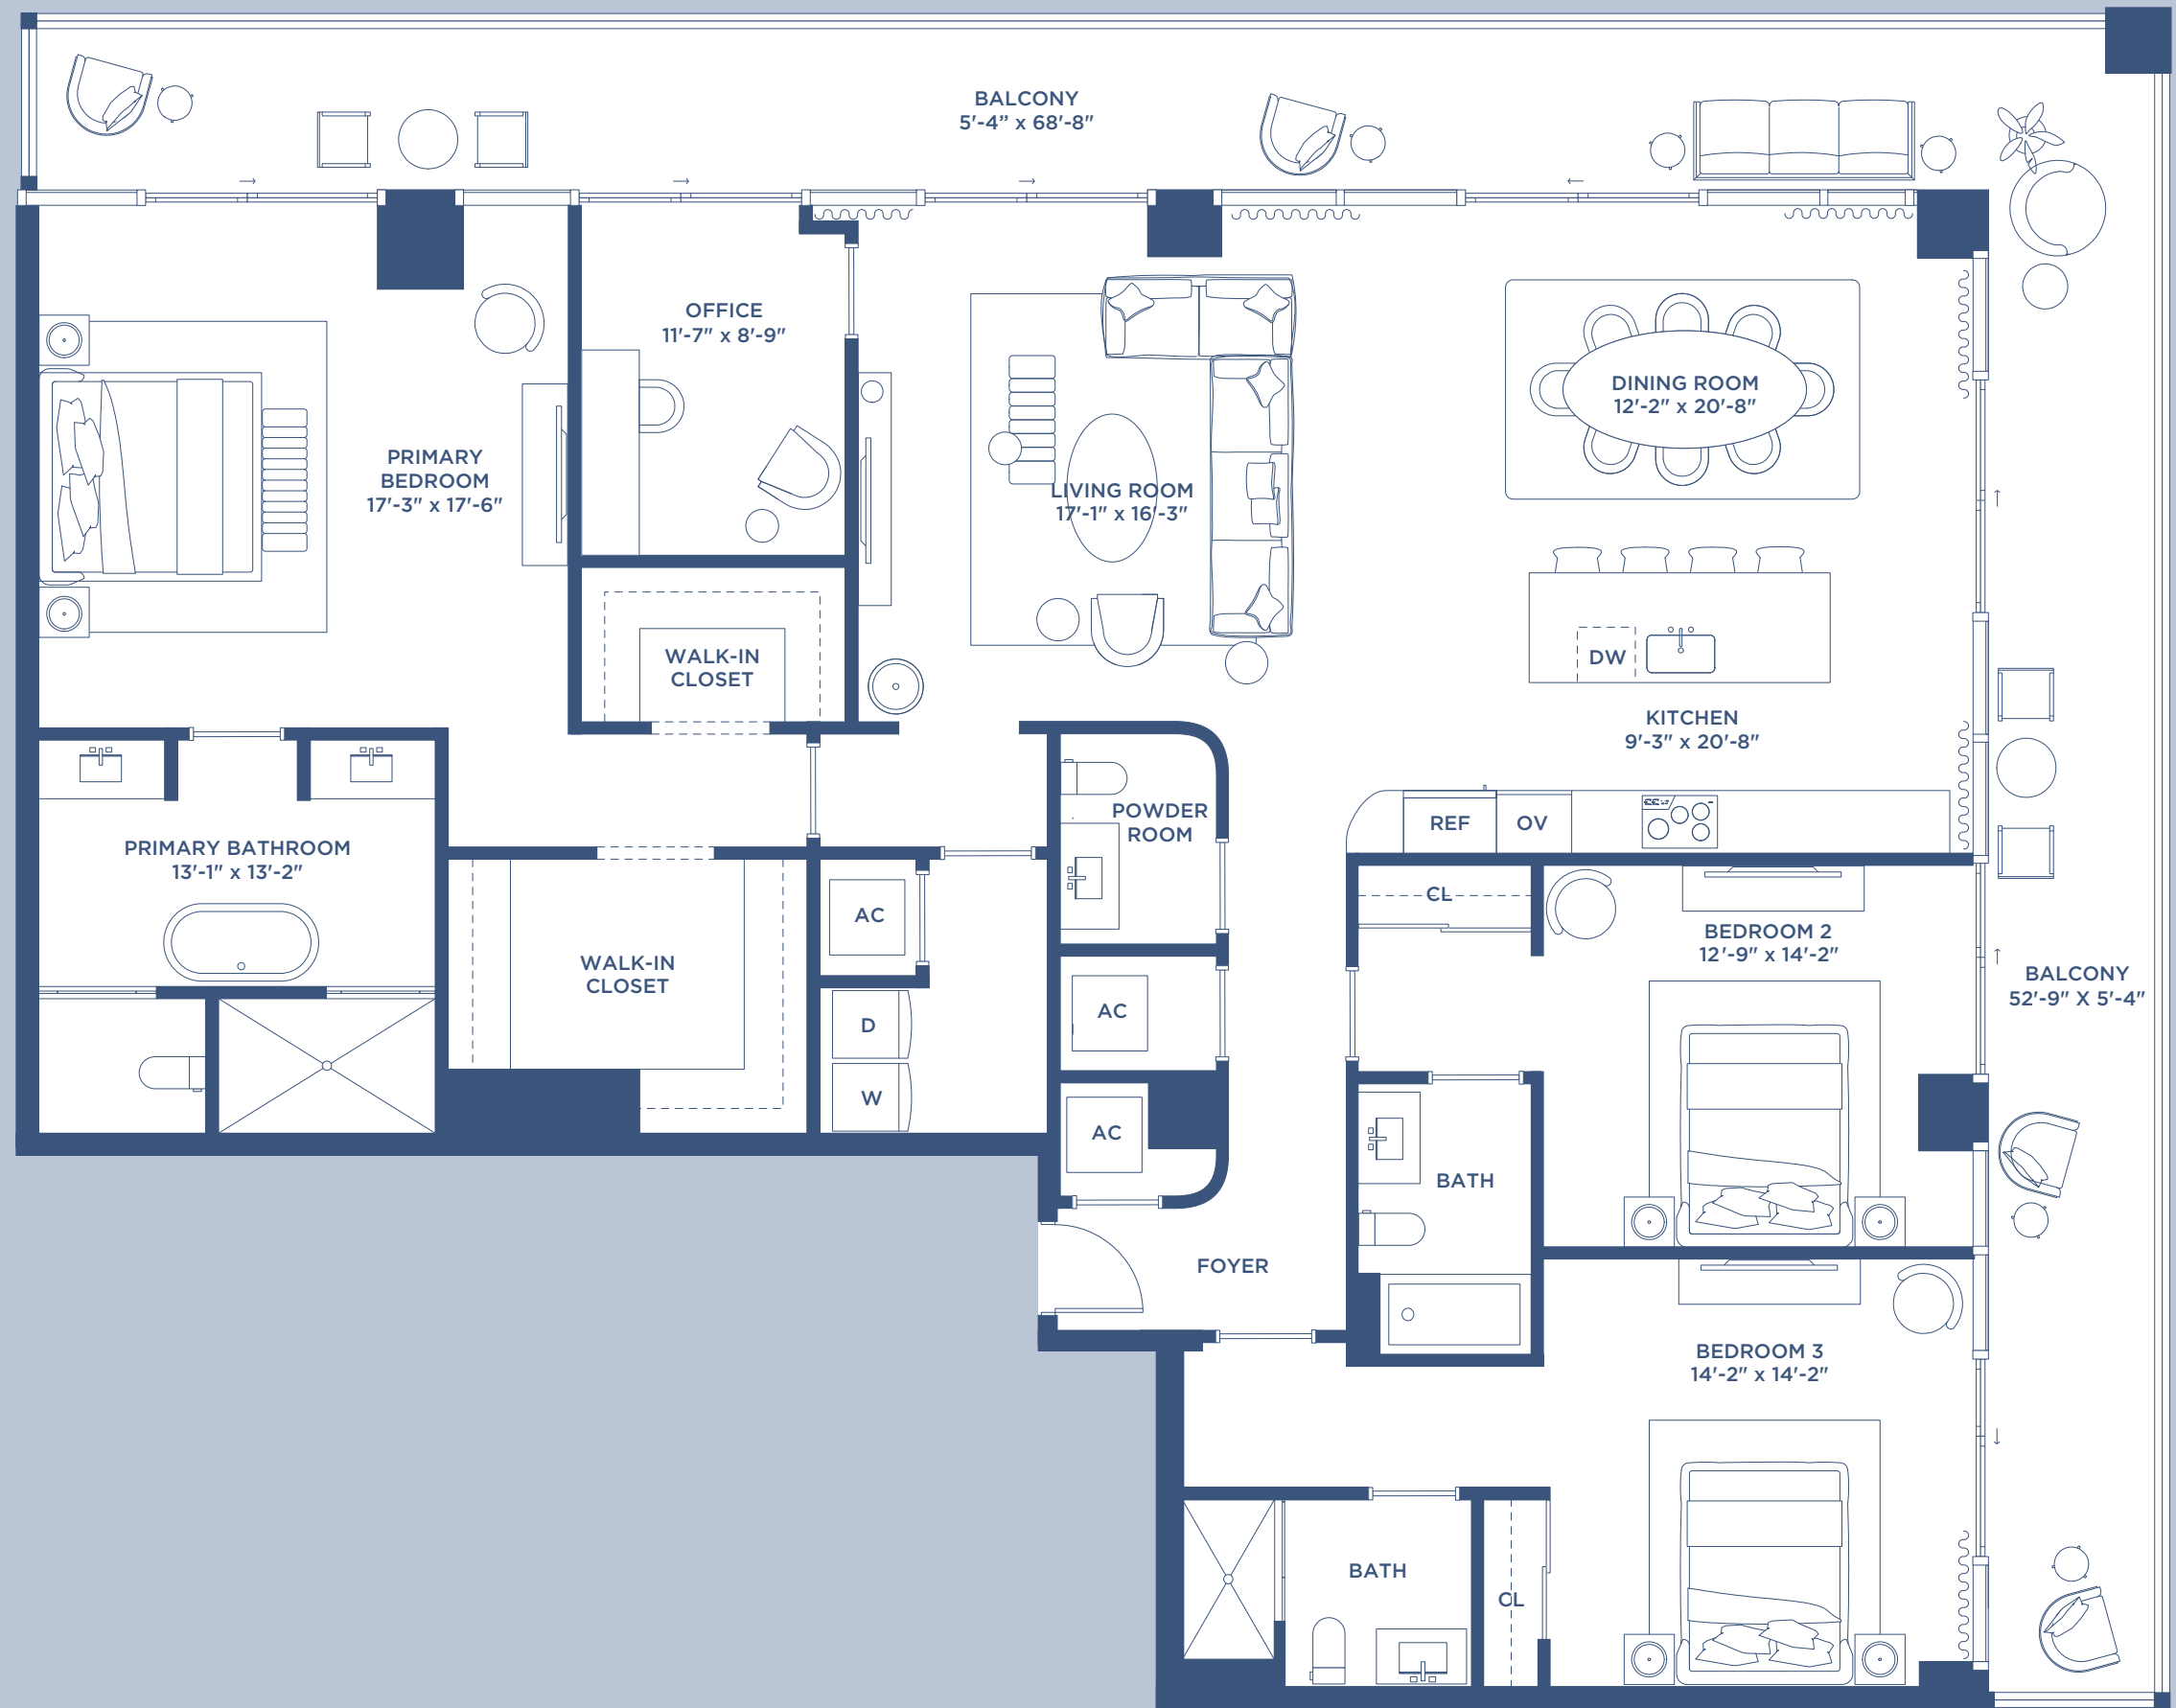 BALCONY
5'-4” x 68'-8"
OFFICE
11'-7" x 8'-9"
DINING ROOM
12'-2" x 20'-8"
PRIMARY
BEDROOM
17'-3" x 17'-6"
LIVING ROOM
17'-1" x 16'-3"
WALK-IN
CLOSET
DW
KITCHEN
9'-3" x 20'-8"
POWDER
ROOM
REF
OV
PRIMARY BATHROOM
13'-1" x 13'-2"
CL
AC
BEDROOM 2
12'-9" x 14'-2"
WALK-IN
CLOSET
BALCONY
52'-9" X 5'-4"
AC
D
W
AC
BATH
FOYER
BEDROOM 3
14'-2" x 14'-2"
BATH
CL